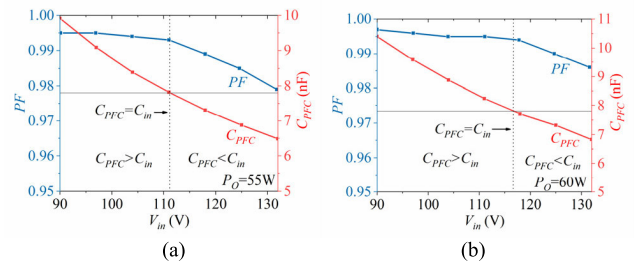 1.00
0.99
0.98
0.97
0.96
0.95
PF
10
9
8
7
6
5
C_PFC (nF)
PF
C_PFC=C_in
C_PFC
C_PFC>C_in
C_PFC<C_in
P_O=55W
90 100 110 120 130
V_in (V)
(a)
1.00
0.99
0.98
0.97
0.96
0.95
PF
11
10
9
8
7
6
5
C_PFC (nF)
PF
C_PFC=C_in
C_PFC
C_PFC>C_in
C_PFC<C_in
P_O=60W
90 100 110 120 130
V_in (V)
(b)